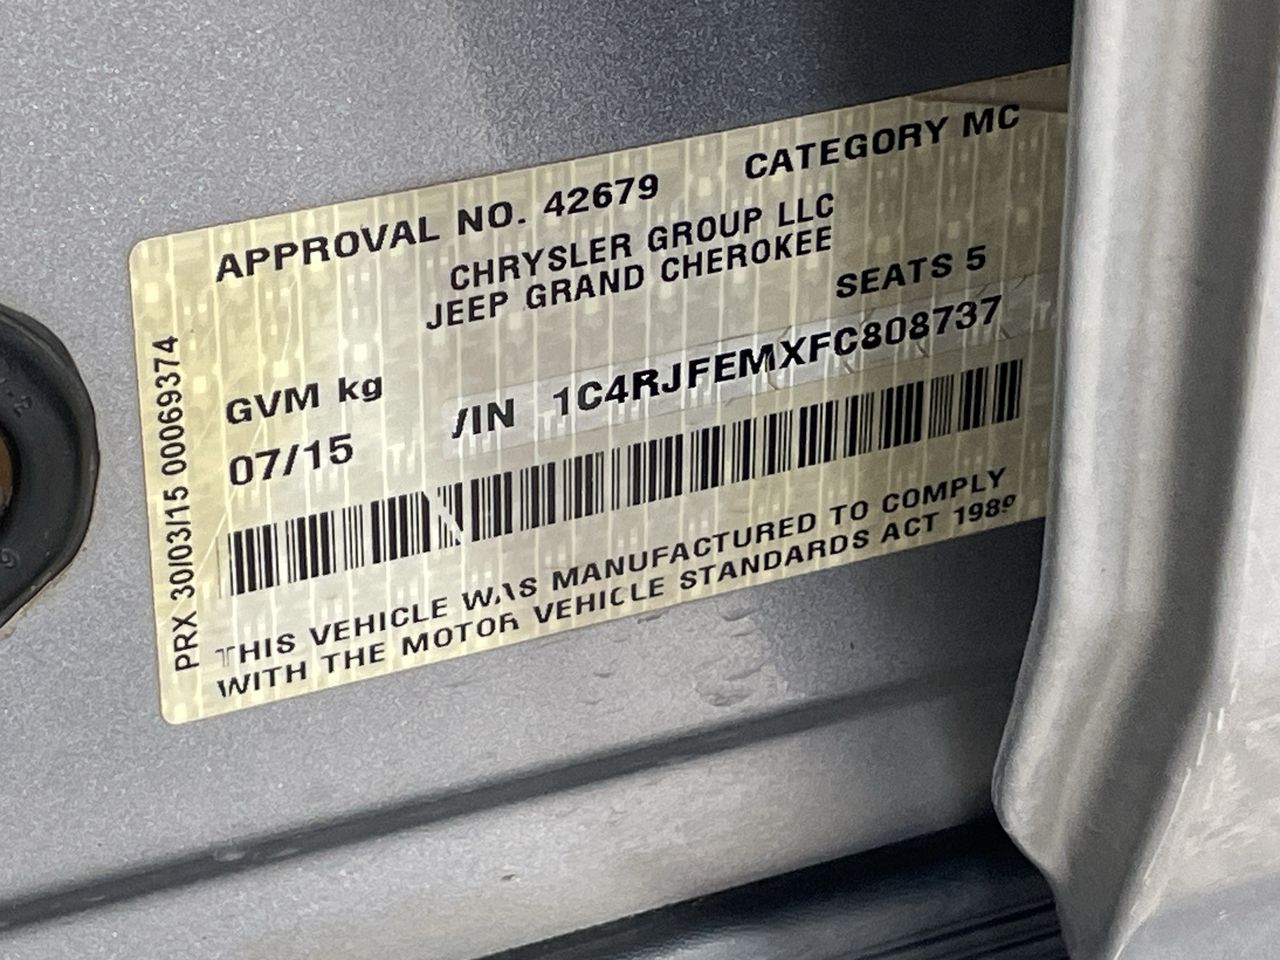 APPROVAL NO. 42679 CATEGORY MC
CHRYSLER GROUP LLC
JEEP GRAND CHEROKEE
SEATS 5
GVM kg
07/15
/IN 1C4RJFEMXFC808737
THIS VEHICLE WAS MANUFACTURED TO COMPLY
WITH THE MOTOR VEHICLE STANDARDS ACT 1989
PRX 30/03/15 00069374